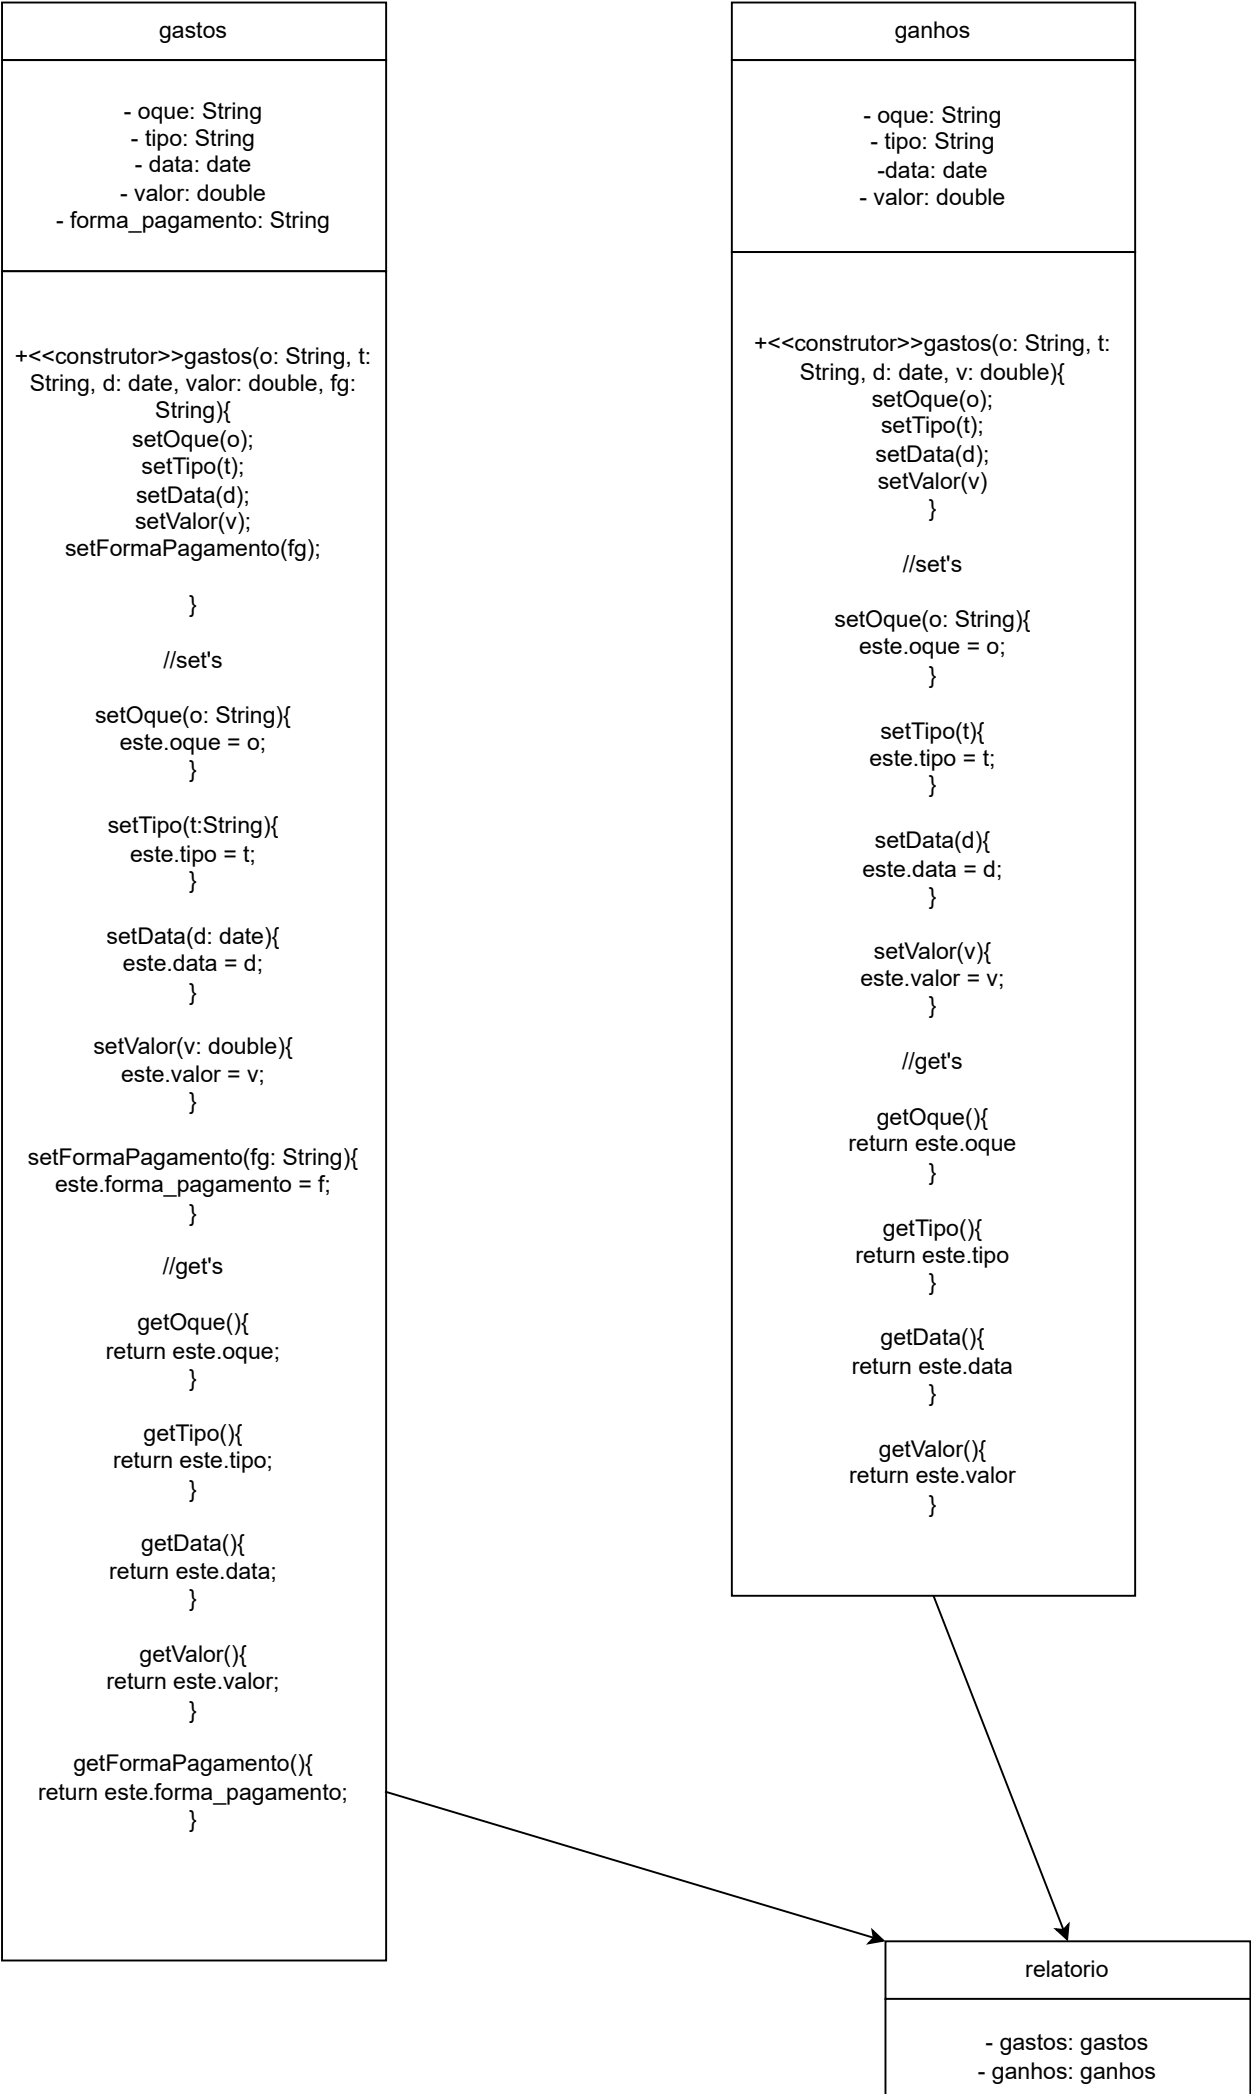 gastos
- oque: String
- tipo: String
- data: date
- valor: double
- forma_pagamento: String
+<<construtor>>gastos(o: String, t:
String, d: date, valor: double, fg:
String){
setOque(o);
setTipo(t);
setData(d);
setValor(v);
setFormaPagamento(fg);
}
//set's
setOque(o: String){
este.oque = o;
}
setTipo(t:String){
este.tipo = t;
}
setData(d: date){
este.data = d;
}
setValor(v: double){
este.valor = v;
}
setFormaPagamento(fg: String){
este.forma_pagamento = f;
}
//get's
getOque(){
return este.oque;
}
getTipo(){
return este.tipo;
}
getData(){
return este.data;
}
getValor(){
return este.valor;
}
getFormaPagamento(){
return este.forma_pagamento;
}
ganhos
- oque: String
- tipo: String
-data: date
- valor: double
+<<construtor>>gastos(o: String, t:
String, d: date, v: double){
setOque(o);
setTipo(t);
setData(d);
setValor(v)
}
//set's
setOque(o: String){
este.oque = o;
}
setTipo(t){
este.tipo = t;
}
setData(d){
este.data = d;
}
setValor(v){
este.valor = v;
}
//get's
getOque(){
return este.oque
}
getTipo(){
return este.tipo
}
getData(){
return este.data
}
getValor(){
return este.valor
}
relatorio
- gastos: gastos
- ganhos: ganhos